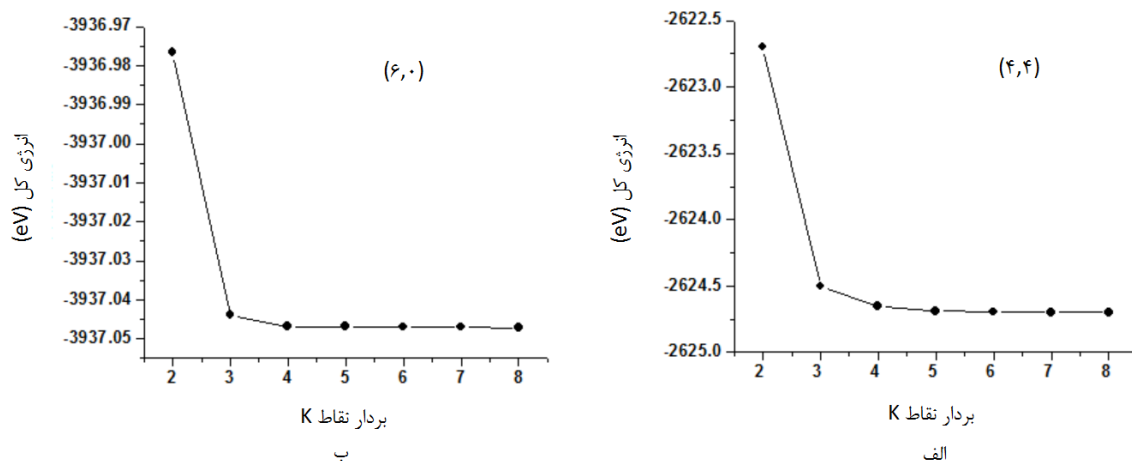 -3936.97
-3936.98
-3936.99
-3937.00
-3937.01
-3937.02
-3937.03
-3937.04
-3937.05
(۶,۰)
انرژی کل (eV)
2 3 4 5 6 7 8
بردار نقاط K
ب
-2622.5
-2623.0
-2623.5
-2624.0
-2624.5
-2625.0
(۴,۴)
انرژی کل (eV)
2 3 4 5 6 7 8
بردار نقاط K
الف